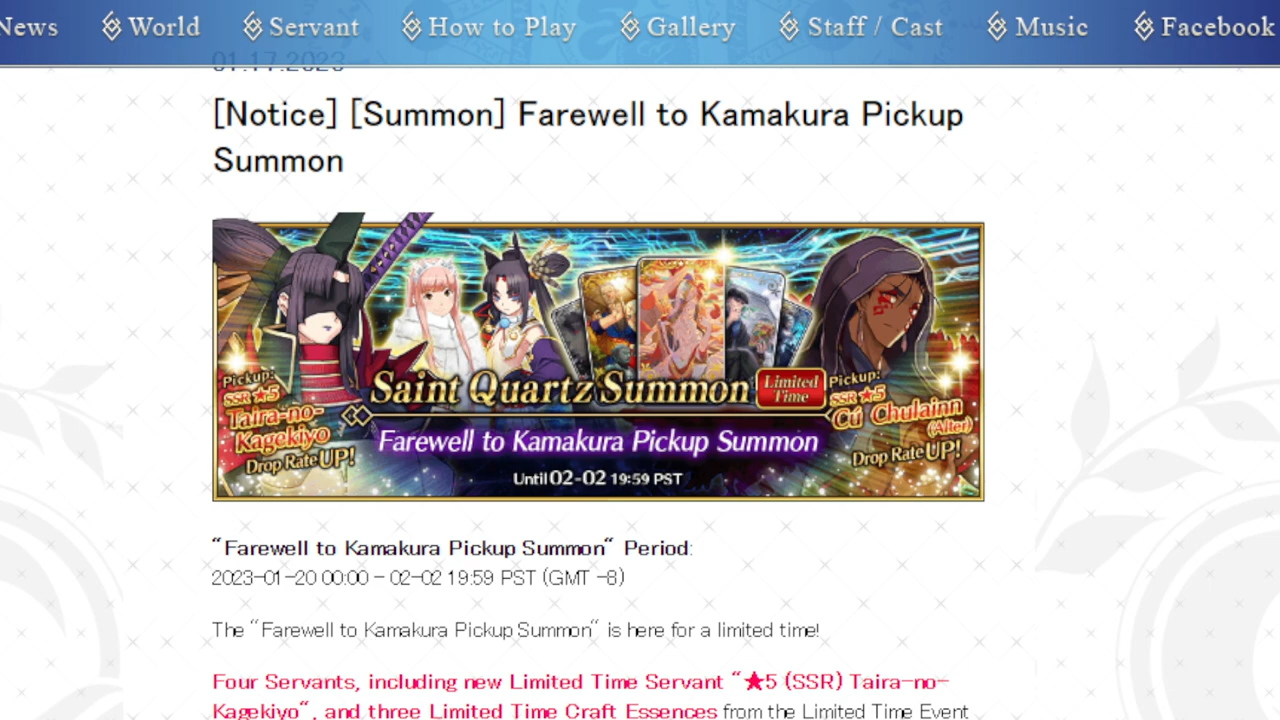 News World Servant How to Play Gallery Staff / Cast Music Facebook
01.17.2023
[Notice] [Summon] Farewell to Kamakura Pickup
Summon
Pickup:
SSR ★5
Taira-no-
Kagekiyo
Drop Rate UP!
Saint Quartz Summon
Limited
Time
Farewell to Kamakura Pickup Summon
Until 02-02 19:59 PST
Pickup:
SSR ★5
Cú Chulainn
(Alter)
Drop Rate UP!
"Farewell to Kamakura Pickup Summon" Period:
2023-01-20 00:00 - 02-02 19:59 PST (GMT -8)
The "Farewell to Kamakura Pickup Summon" is here for a limited time!
Four Servants, including new Limited Time Servant "★5 (SSR) Taira-no-
Kagekiyo", and three Limited Time Craft Essences from the Limited Time Event